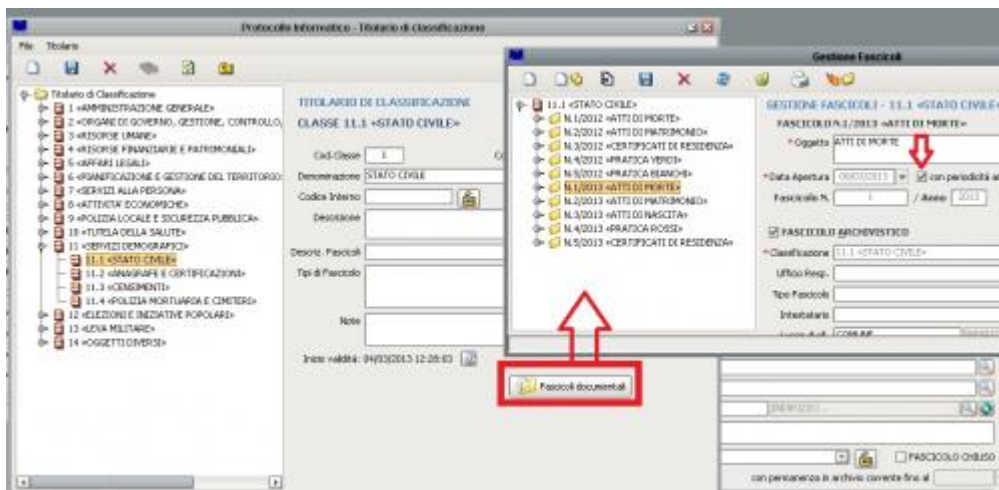 Protocollo Informatico - Titolario di classificazione
File Titolario
Titolario di Classificazione
1 «AMMINISTRAZIONE GENERALE»
2 «ORGANI DI GOVERNO, GESTIONE, CONTROLLO,
3 «RISORSE UMANE»
4 «RISORSE FINANZIARIE E PATRIMONIALI»
5 «AFFARI LEGALI»
6 «PIANIFICAZIONE E GESTIONE DEL TERRITORIO»
7 «SERVIZI ALLA PERSONA»
8 «ATTIVITA' ECONOMICHE»
9 «POLIZIA LOCALE E SICUREZZA PUBBLICA»
10 «TUTELA DELLA SALUTE»
11 «SERVIZI DEMOGRAFICI»
11.1 «STATO CIVILE»
11.2 «ANAGRAFE E CERTIFICAZIONI»
11.3 «CENSIMENTI»
11.4 «POLIZIA MORTUARIA E CIMITERI»
12 «ELEZIONI E INIZIATIVE POPOLARI»
13 «LEVA MILITARE»
14 «OGGETTI DIVERSI»
TITOLARIO DI CLASSIFICAZIONE
CLASSE 11.1 «STATO CIVILE»
Cod-Classe 1
Denominazione STATO CIVILE
Codice Interno
Descrizione
Descriz. Fascicoli
Tipi di Fascicolo
Note
Inizio validità: 04/03/2013 12:28:03
Fascicoli documentali
Gestione Fascicoli
11.1 «STATO CIVILE»
N.1/2012 «ATTI DI MORTE»
N.2/2012 «ATTI DI MATRIMONIO»
N.3/2012 «CERTIFICATI DI RESIDENZA»
N.4/2012 «PRATICA VERDI»
N.5/2012 «PRATICA BIANCHI»
N.1/2013 «ATTI DI MORTE»
N.2/2013 «ATTI DI MATRIMONIO»
N.3/2013 «ATTI DI NASCITA»
N.4/2013 «PRATICA ROSSI»
N.5/2013 «CERTIFICATI DI RESIDENZA»
GESTIONE FASCICOLI - 11.1 «STATO CIVILE»
FASCICOLO N.1/2013 «ATTI DI MORTE»
*Oggetto ATTI DI MORTE
*Data Apertura con periodicità an
Fascicolo N. 1 / Anno 2013
FASCICOLO ARCHIVISTICO
*Classificazione 11.1 «STATO CIVILE»
Ufficio Resp.
Tipo Fascicolo
Intestatario
COMUNE
INDIRIZZO ...
FASCICOLO CHIUSO
con permanenza in archivio corrente fino al